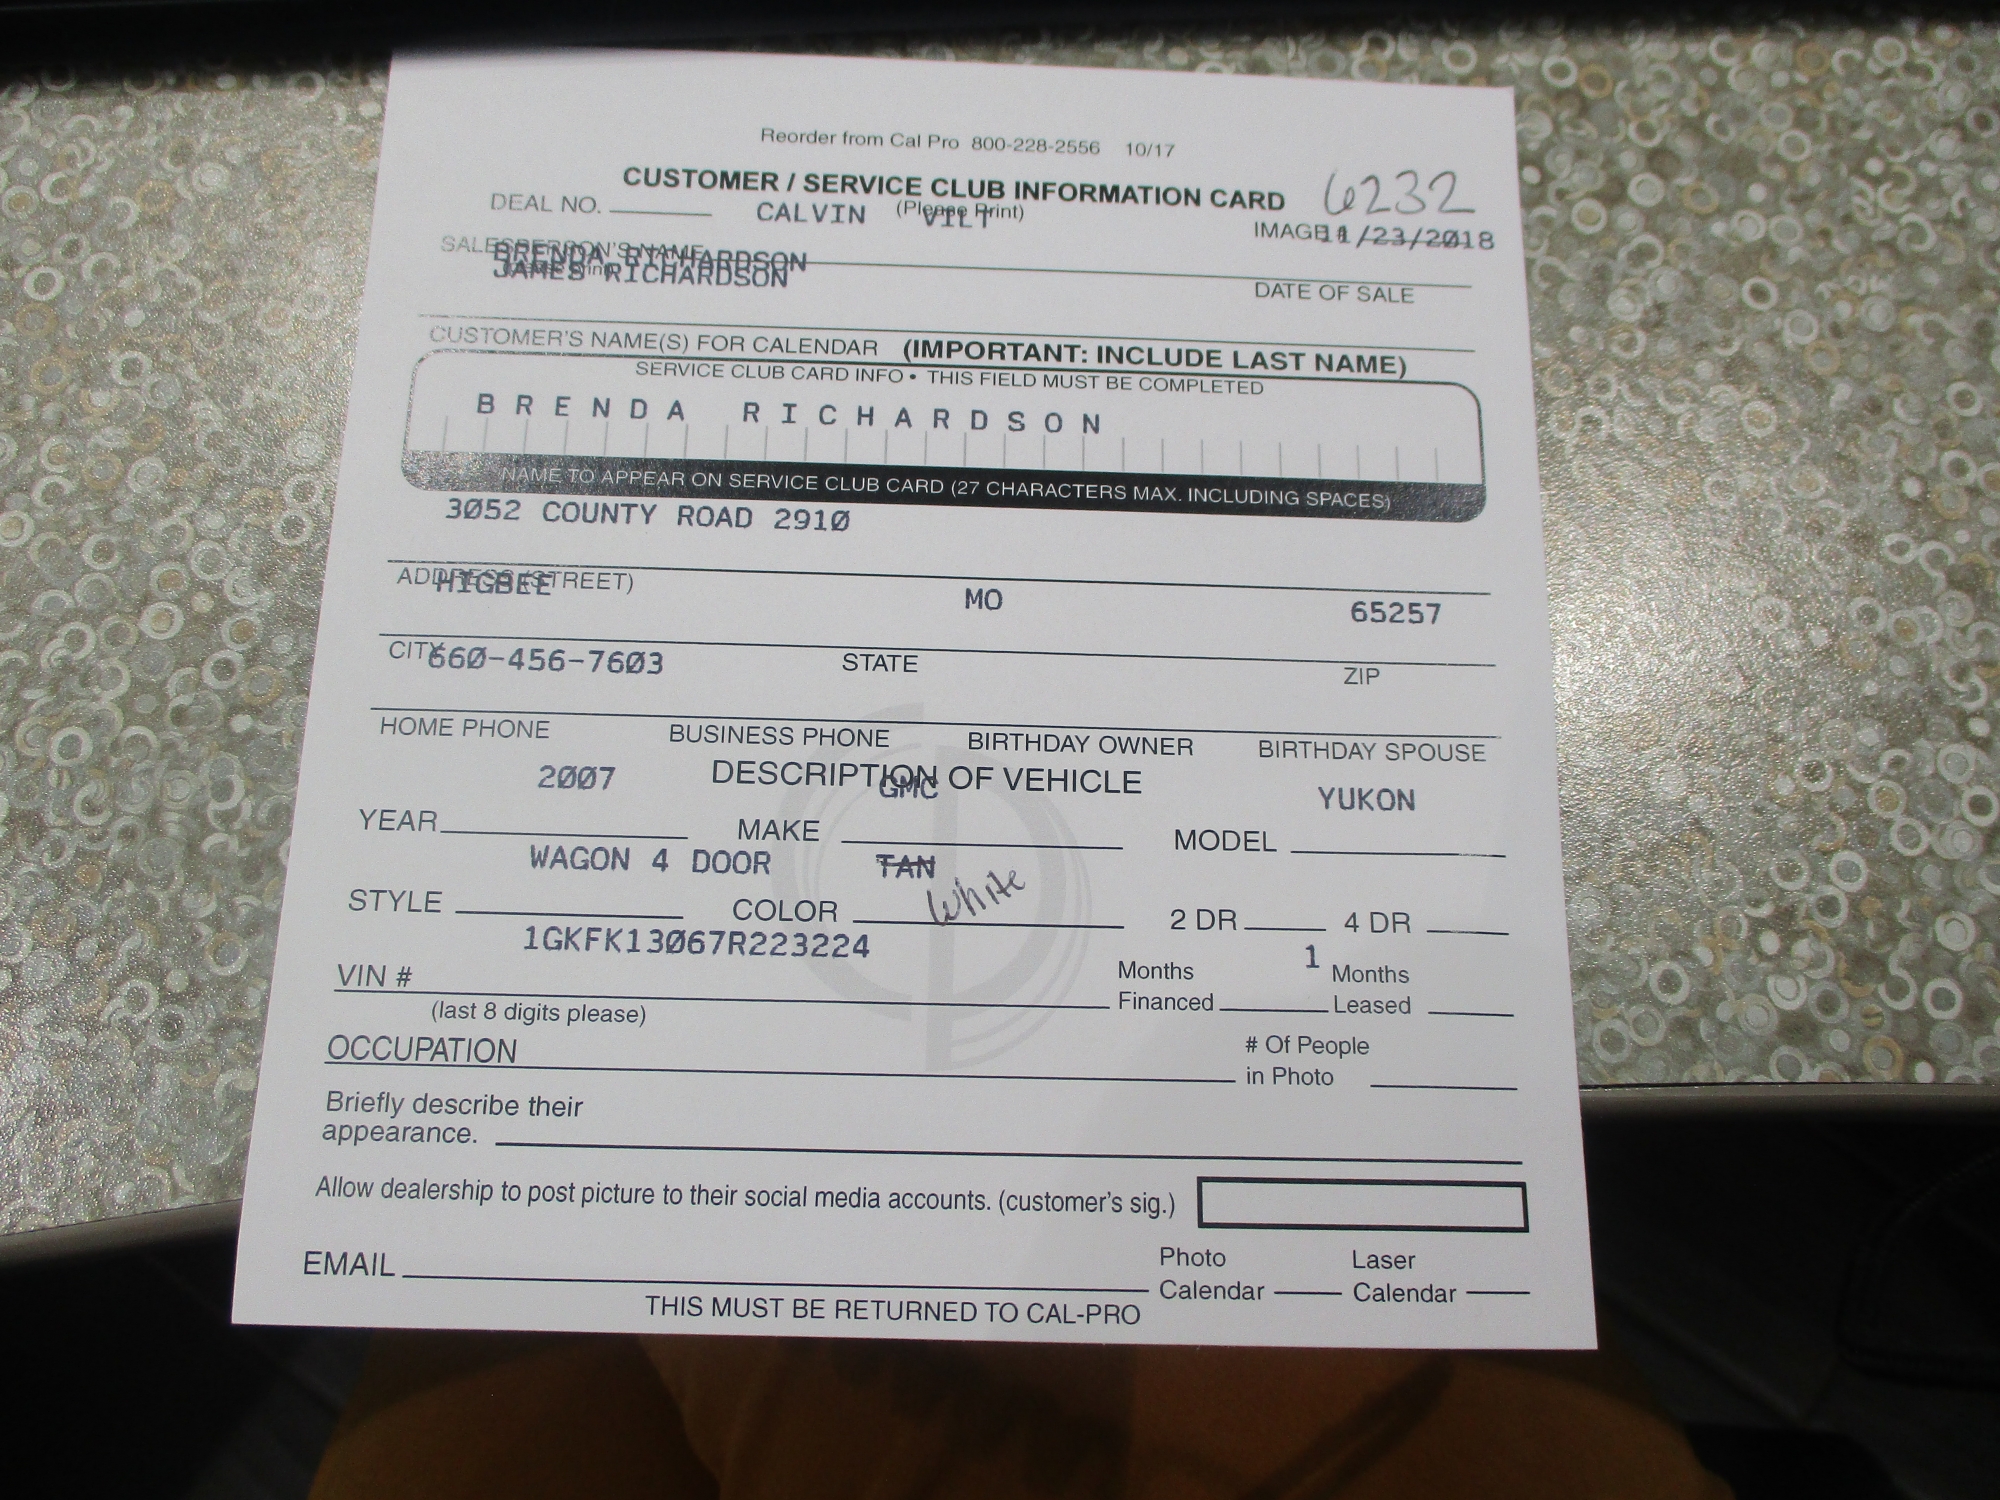 Reorder from Cal Pro 800-228-2556 10/17
CUSTOMER / SERVICE CLUB INFORMATION CARD
6232
DEAL NO.
CALVIN VILT
(Please Print)
IMAGE #
11/23/2018
SALESPERSON'S NAME
BRENDA RICHARDSON
JAMES RICHARDSON
DATE OF SALE
CUSTOMER'S NAME(S) FOR CALENDAR (IMPORTANT: INCLUDE LAST NAME)
SERVICE CLUB CARD INFO • THIS FIELD MUST BE COMPLETED
BRENDA RICHARDSON
NAME TO APPEAR ON SERVICE CLUB CARD (27 CHARACTERS MAX. INCLUDING SPACES)
3052 COUNTY ROAD 2910
ADDRESS (STREET)
HIGBEE MO 65257
CITY STATE ZIP
660-456-7603
HOME PHONE BUSINESS PHONE BIRTHDAY OWNER BIRTHDAY SPOUSE
DESCRIPTION OF VEHICLE
2007 GMC YUKON
YEAR MAKE MODEL
WAGON 4 DOOR TAN
White
STYLE COLOR 2 DR 4 DR
1GKFK13067R223224 1
VIN # Months Financed Months Leased
(last 8 digits please)
OCCUPATION # Of People in Photo
Briefly describe their
appearance.
Allow dealership to post picture to their social media accounts. (customer's sig.)
EMAIL Photo Calendar Laser Calendar
THIS MUST BE RETURNED TO CAL-PRO